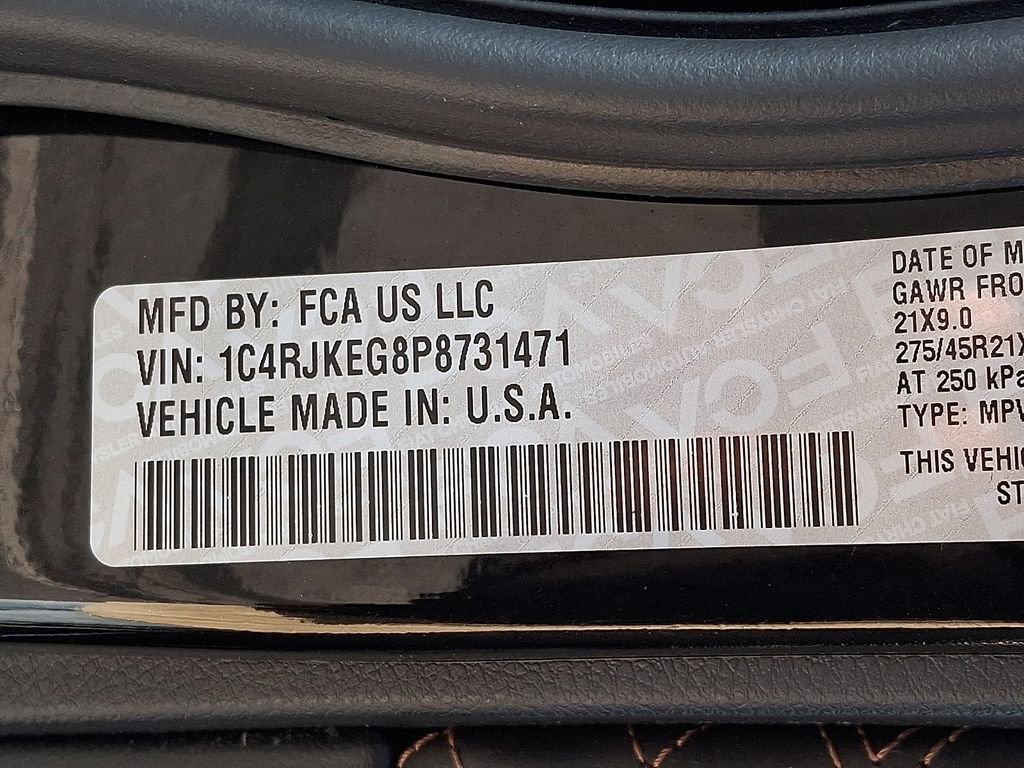 MFD BY: FCA US LLC
VIN: 1C4RJKEG8P8731471
VEHICLE MADE IN: U.S.A.
DATE OF M
GAWR FRO
21X9.0
275/45R21X
AT 250 kPa
TYPE: MPV
THIS VEHIC
ST